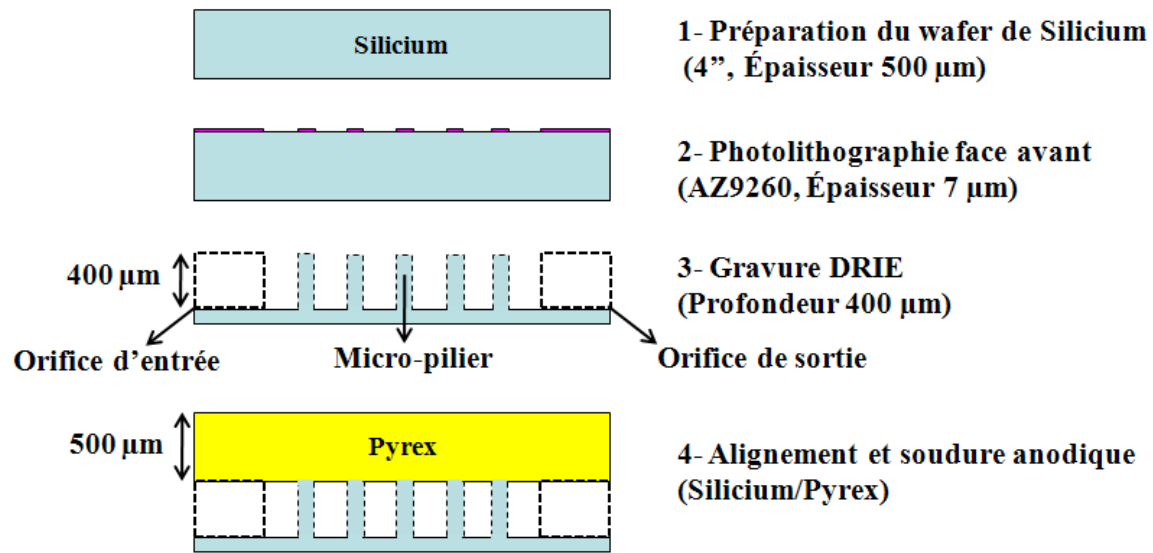 Silicium
1- Préparation du wafer de Silicium
(4”, Épaisseur 500 µm)
2- Photolithographie face avant
(AZ9260, Épaisseur 7 µm)
400 µm
3- Gravure DRIE
(Profondeur 400 µm)
Orifice d’entrée
Micro-pilier
Orifice de sortie
500 µm
Pyrex
4- Alignement et soudure anodique
(Silicium/Pyrex)